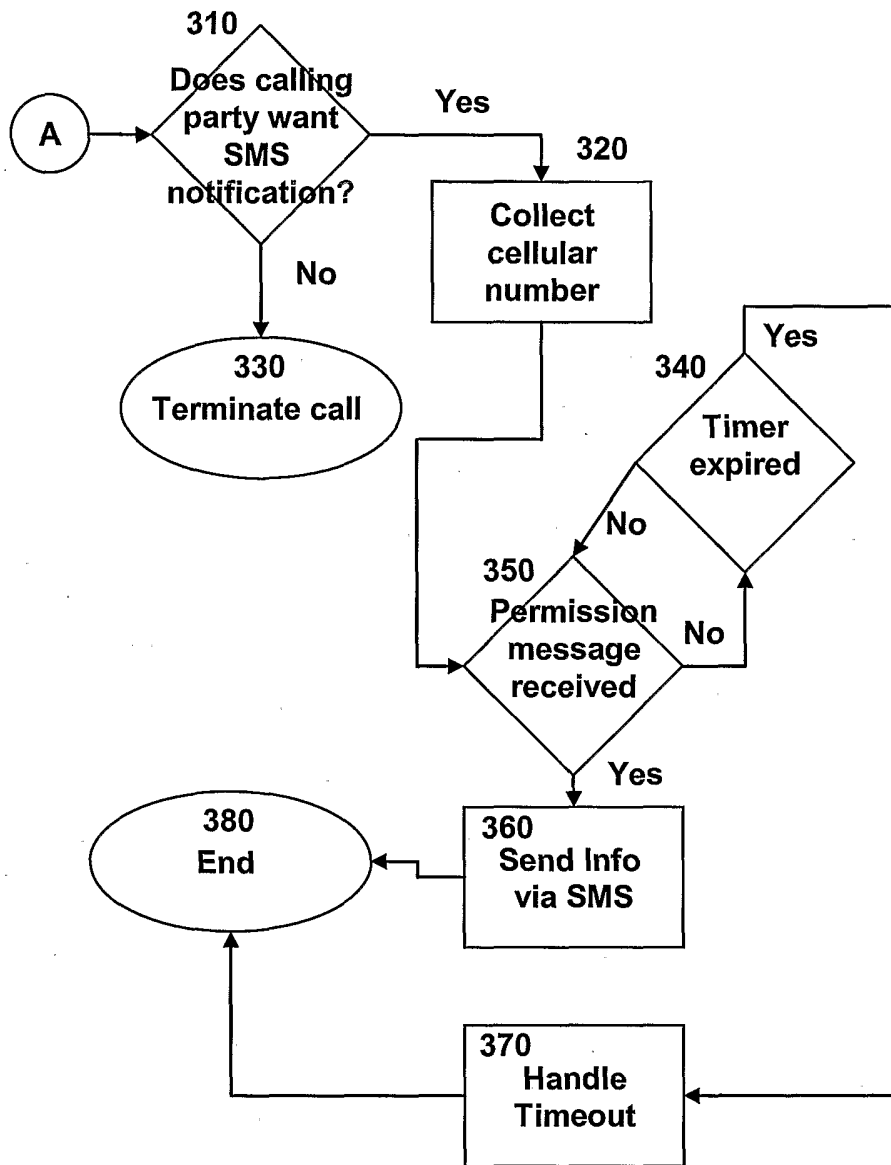 310
Does calling
party want
SMS
notification?
A
Yes
No
320
Collect
cellular
number
330
Terminate call
Yes
340
Timer
expired
No
350
Permission
message
received
No
Yes
360
Send Info
via SMS
380
End
370
Handle
Timeout